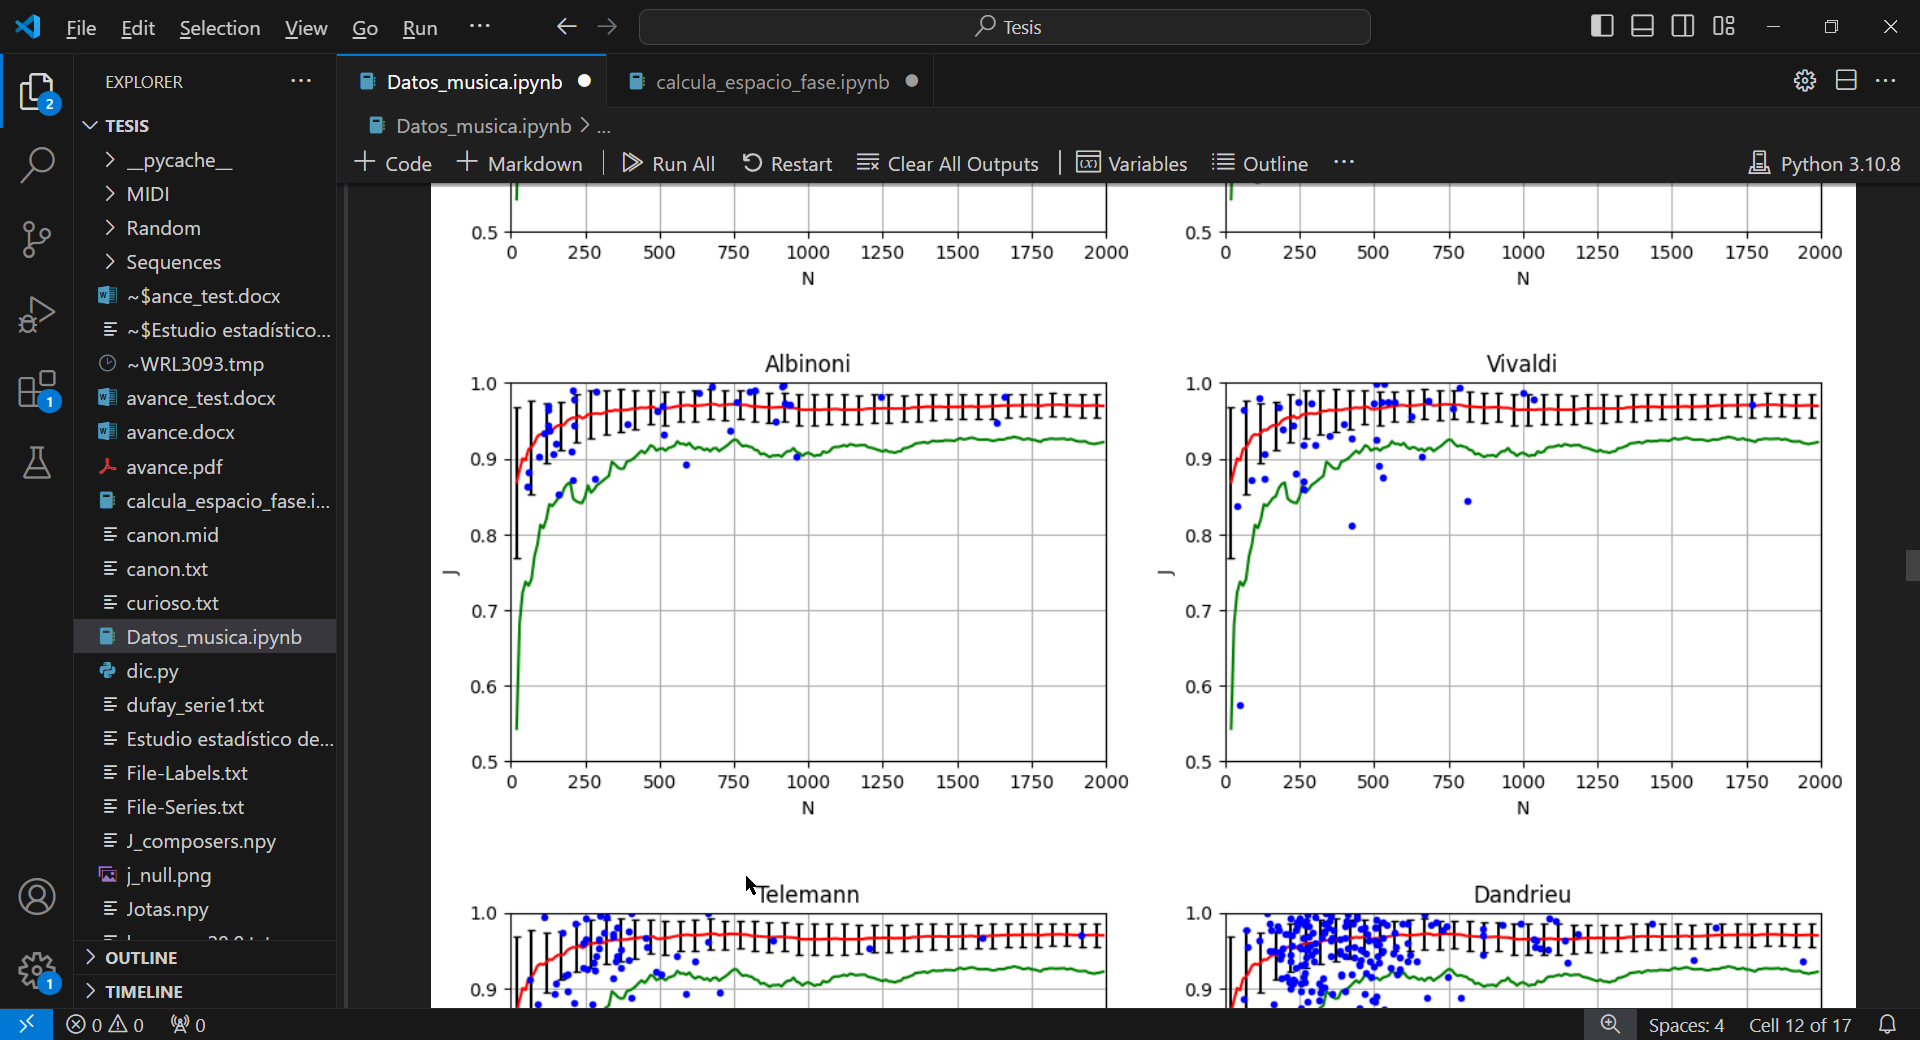 File Edit Selection View Go Run ··· Tesis
EXPLORER ···
TESIS
__pycache__
MIDI
Random
Sequences
~$ance_test.docx
~$Estudio estadístico...
~WRL3093.tmp
avance_test.docx
avance.docx
avance.pdf
calcula_espacio_fase.i...
canon.mid
canon.txt
curioso.txt
Datos_musica.ipynb
dic.py
dufay_serie1.txt
Estudio estadístico de...
File-Labels.txt
File-Series.txt
J_composers.npy
j_null.png
Jotas.npy
OUTLINE
TIMELINE
2
1
1
Datos_musica.ipynb calcula_espacio_fase.ipynb
Datos_musica.ipynb > ...
Code Markdown Run All Restart Clear All Outputs Variables Outline ··· Python 3.10.8
0.5
0 250 500 750 1000 1250 1500 1750 2000
N
0.5
0 250 500 750 1000 1250 1500 1750 2000
N
Albinoni
1.0
0.9
0.8
0.7
0.6
0.5
J
0 250 500 750 1000 1250 1500 1750 2000
N
Vivaldi
1.0
0.9
0.8
0.7
0.6
0.5
J
0 250 500 750 1000 1250 1500 1750 2000
N
Telemann
1.0
0.9
Dandrieu
1.0
0.9
0 0 0 Spaces: 4 Cell 12 of 17